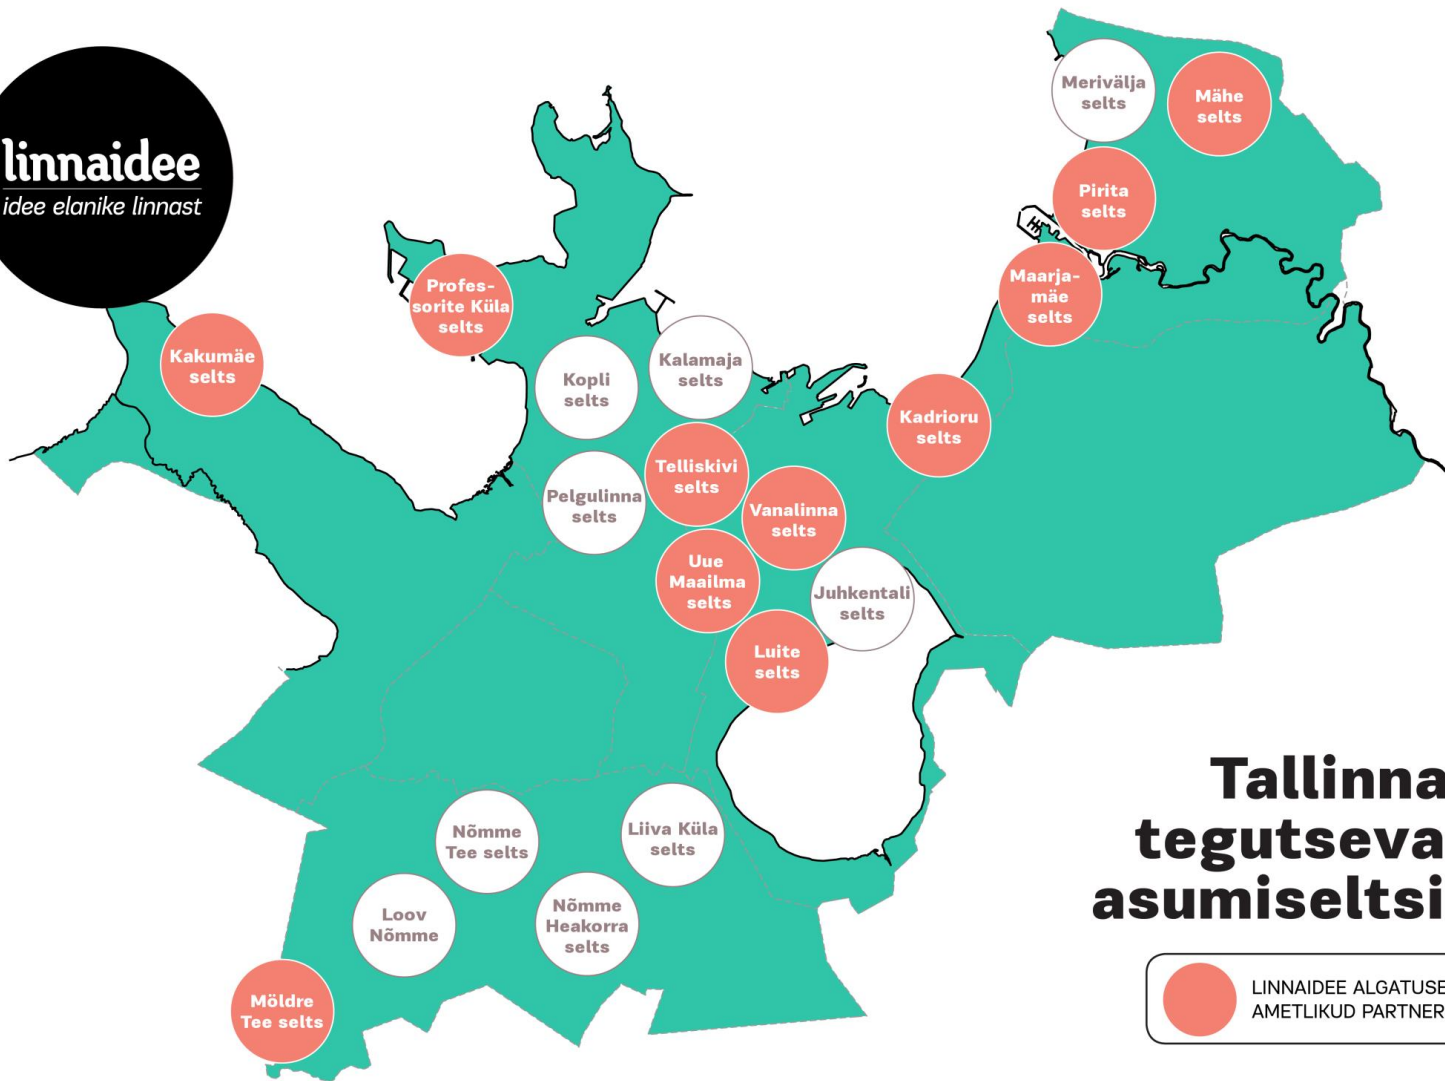 linnaidee
idee elanike linnast
Merivälja
selts
Mähe
selts
Pirita
selts
Maarja-
mäe
selts
Profes-
sorite Küla
selts
Kakumäe
selts
Kopli
selts
Kalamaja
selts
Kadrioru
selts
Telliskivi
selts
Pelgulinna
selts
Vanalinna
selts
Uue
Maailma
selts
Juhkentali
selts
Luite
selts
Nõmme
Tee selts
Liiva Küla
selts
Loov
Nõmme
Nõmme
Heakorra
selts
Möldre
Tee selts
Tallinna
tegutseva
asumiseltsi
LINNAIDEE ALGATUSE
AMETLIKUD PARTNER